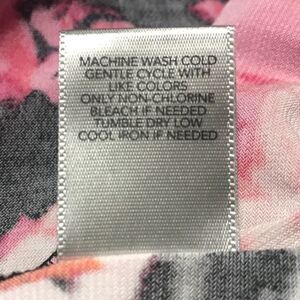 MACHINE WASH COLD
GENTLE CYCLE WITH
LIKE COLORS
ONLY NON-CHLORINE
BLEACH IF NEEDED
TUMBLE DRY LOW
COOL IRON IF NEEDED